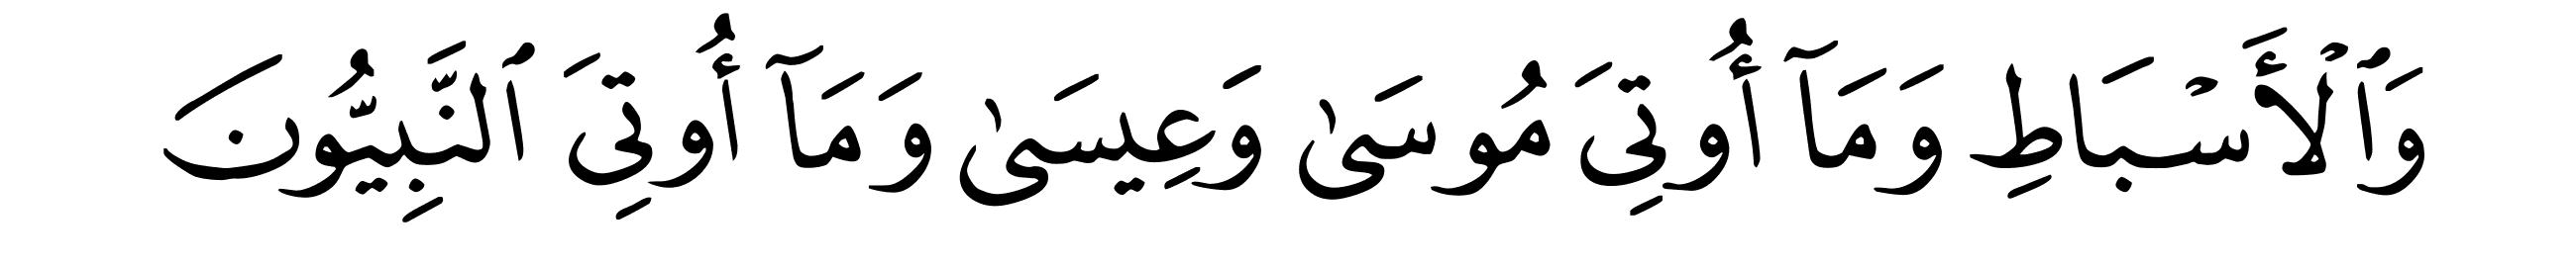 وَٱلْأَسْبَاطِ وَمَآ أُوتِيَ مُوسَىٰ وَعِيسَىٰ وَمَآ أُوتِيَ ٱلنَّبِيُّونَ